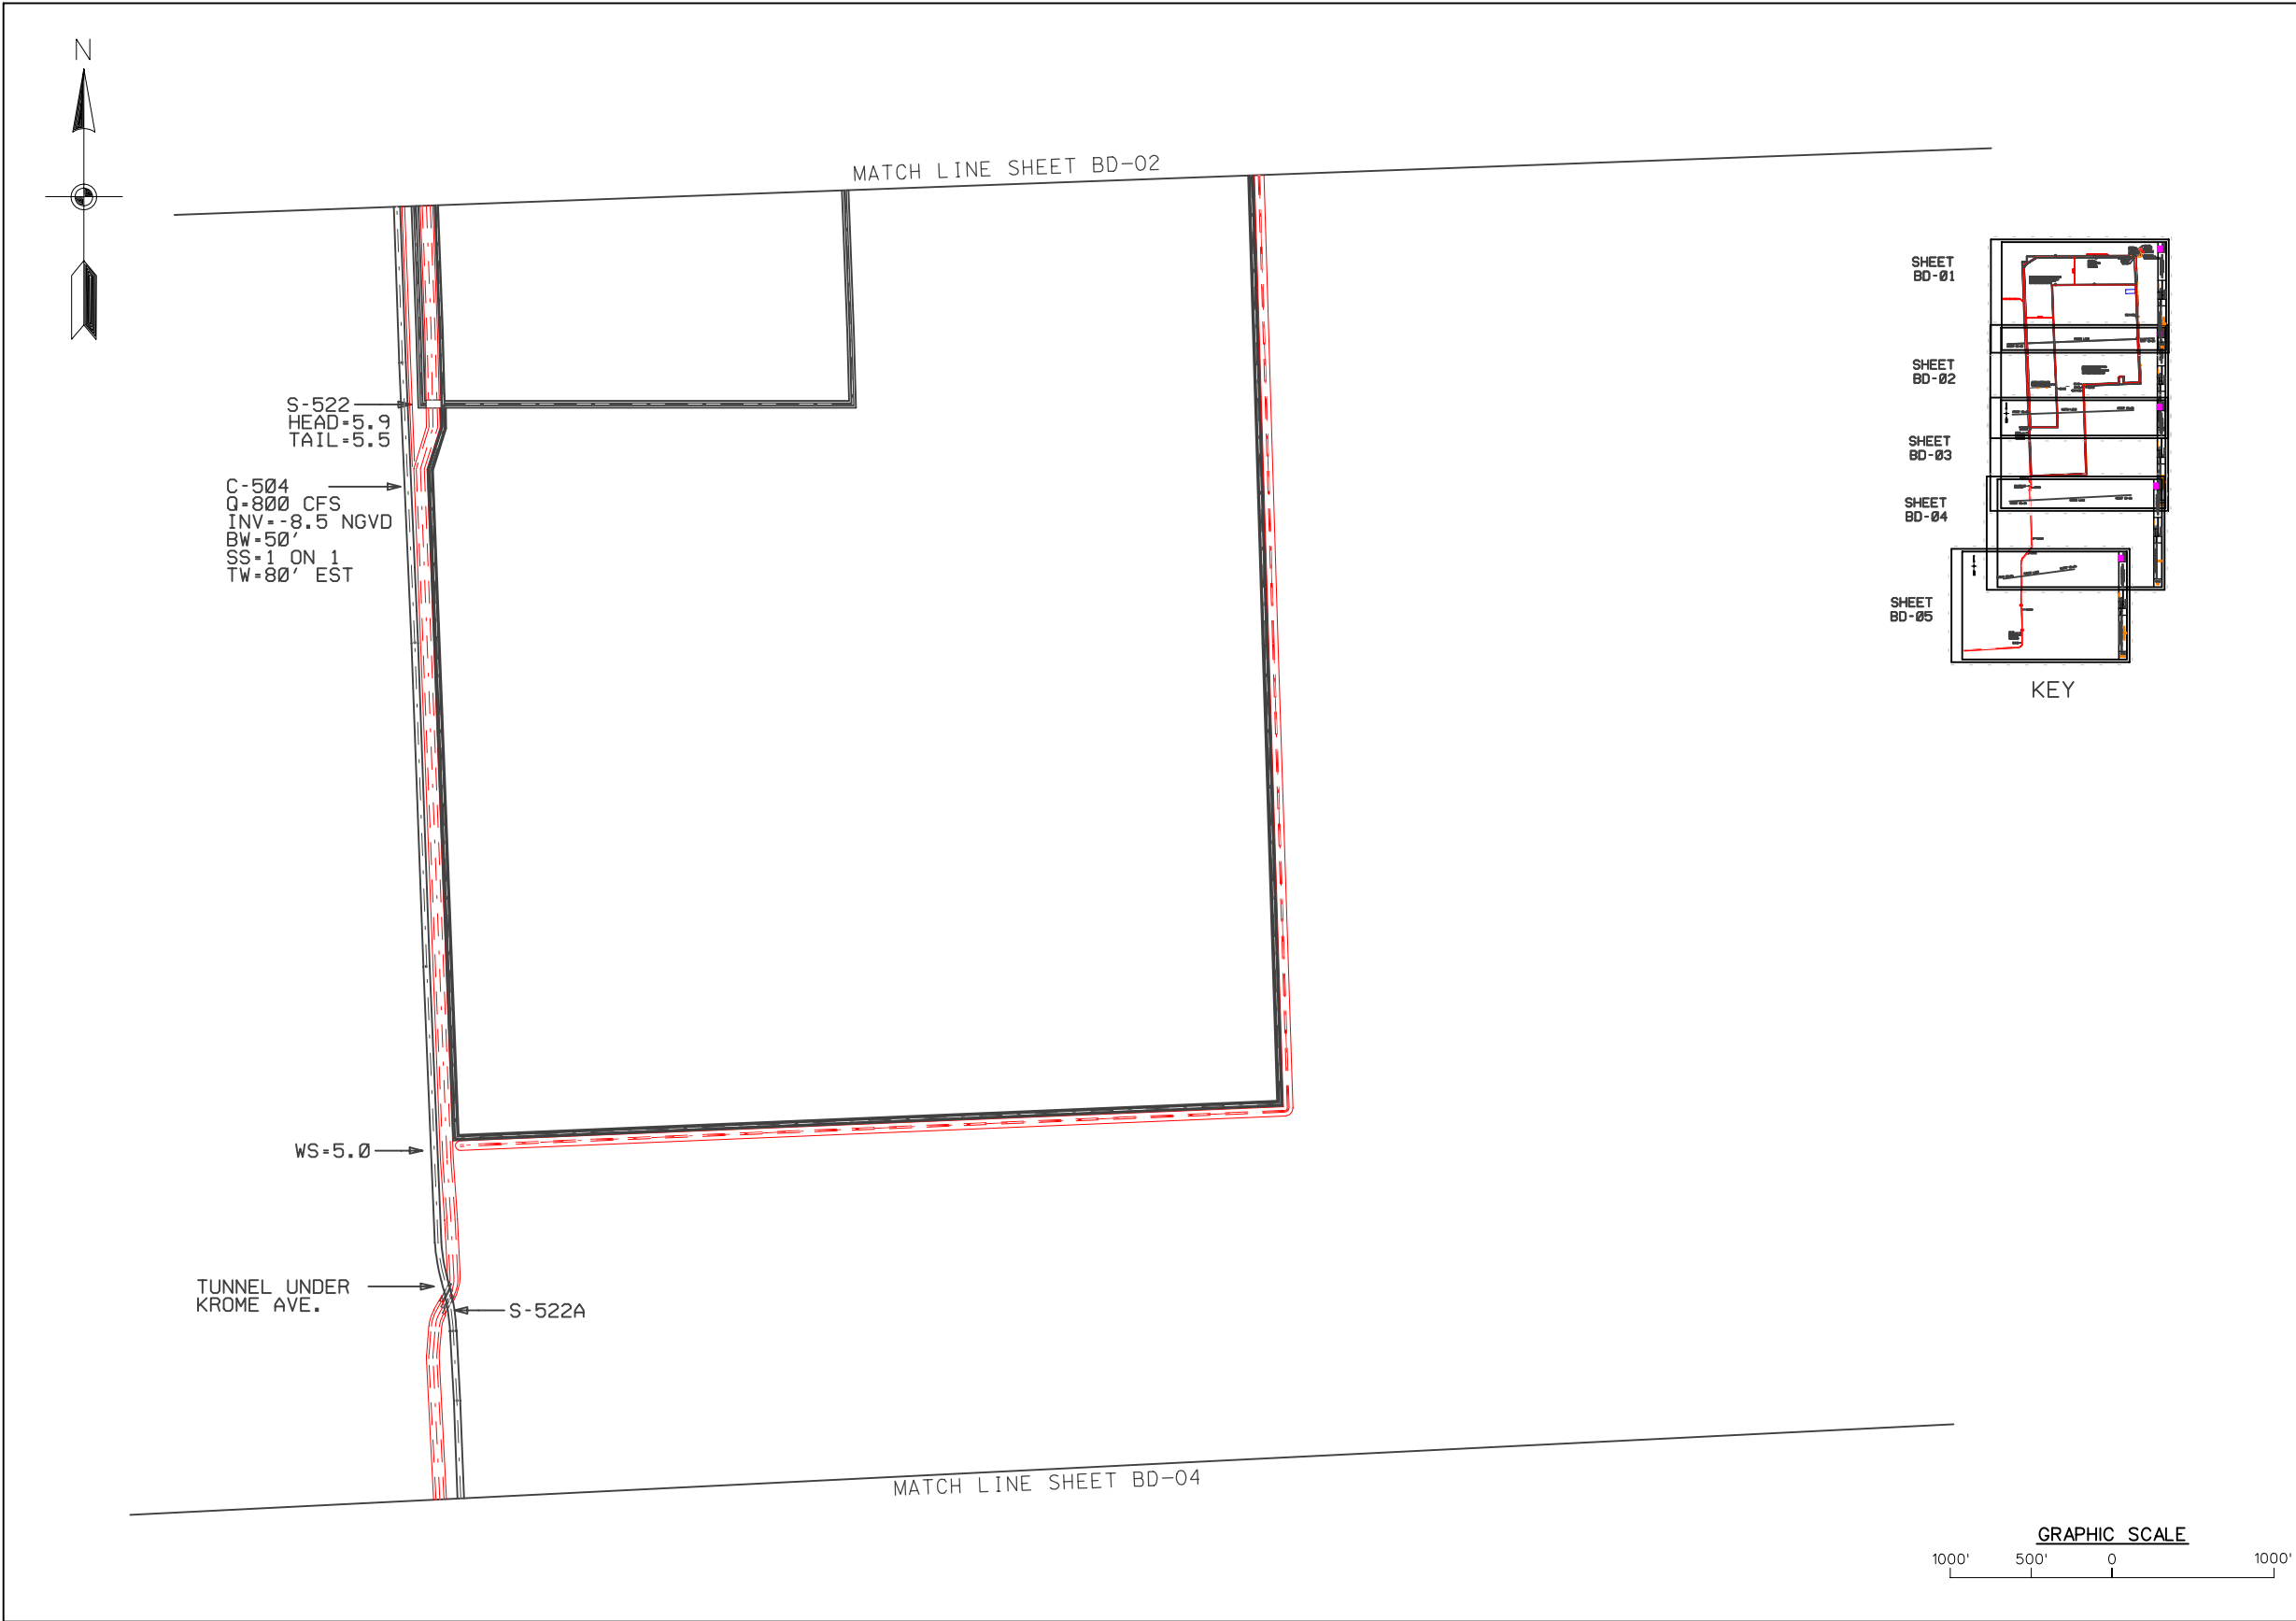 N
MATCH LINE SHEET BD-02
S-522
HEAD=5.9
TAIL=5.5
C-504
Q=800 CFS
INV=-8.5 NGVD
BW=50'
SS=1 ON 1
TW=80' EST
WS=5.0
TUNNEL UNDER
KROME AVE.
S-522A
MATCH LINE SHEET BD-04
SHEET
BD-01
SHEET
BD-02
SHEET
BD-03
SHEET
BD-04
SHEET
BD-05
KEY
GRAPHIC SCALE
1000' 500' 0 1000'